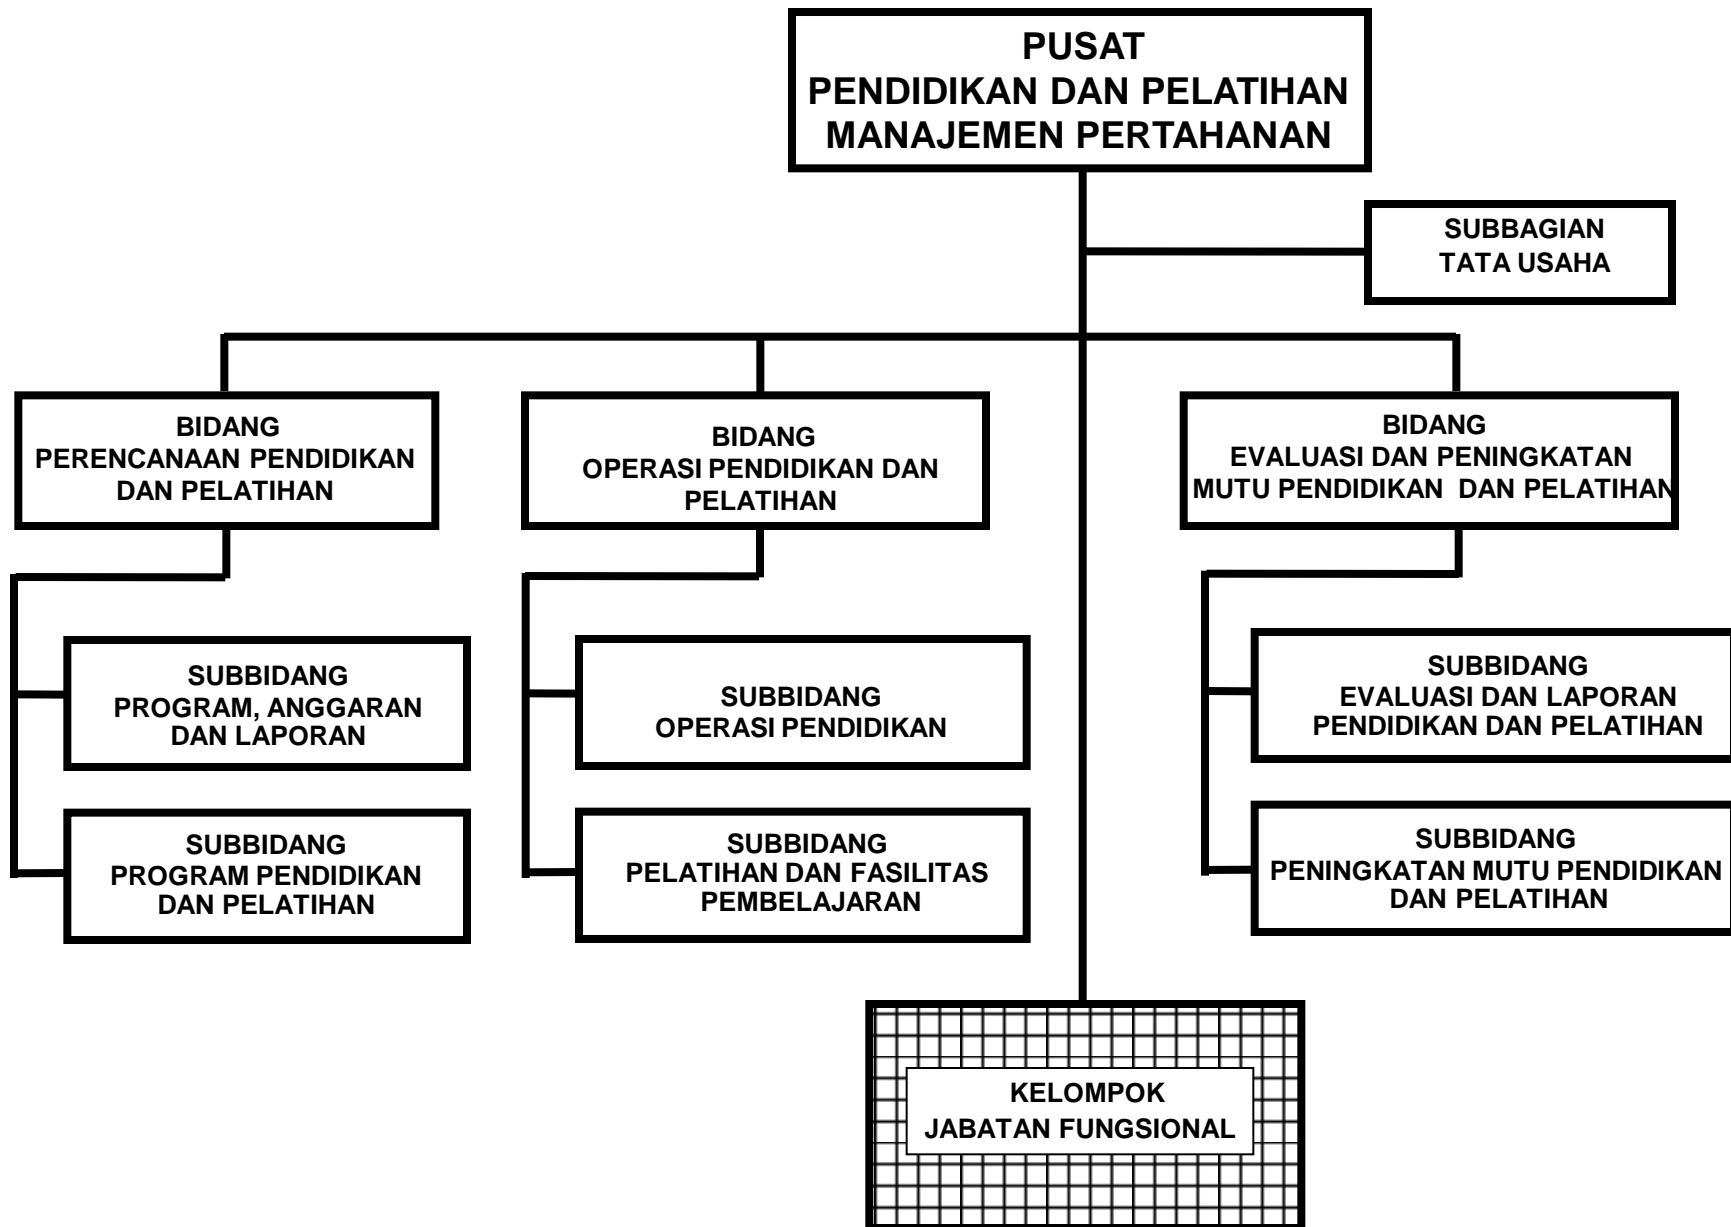 PUSAT
PENDIDIKAN DAN PELATIHAN
MANAJEMEN PERTAHANAN
SUBBAGIAN
TATA USAHA
BIDANG
PERENCANAAN PENDIDIKAN
DAN PELATIHAN
BIDANG
OPERASI PENDIDIKAN DAN
PELATIHAN
BIDANG
EVALUASI DAN PENINGKATAN
MUTU PENDIDIKAN DAN PELATIHAN
SUBBIDANG
PROGRAM, ANGGARAN
DAN LAPORAN
SUBBIDANG
OPERASI PENDIDIKAN
SUBBIDANG
EVALUASI DAN LAPORAN
PENDIDIKAN DAN PELATIHAN
SUBBIDANG
PROGRAM PENDIDIKAN
DAN PELATIHAN
SUBBIDANG
PELATIHAN DAN FASILITAS
PEMBELAJARAN
SUBBIDANG
PENINGKATAN MUTU PENDIDIKAN
DAN PELATIHAN
KELOMPOK
JABATAN FUNGSIONAL